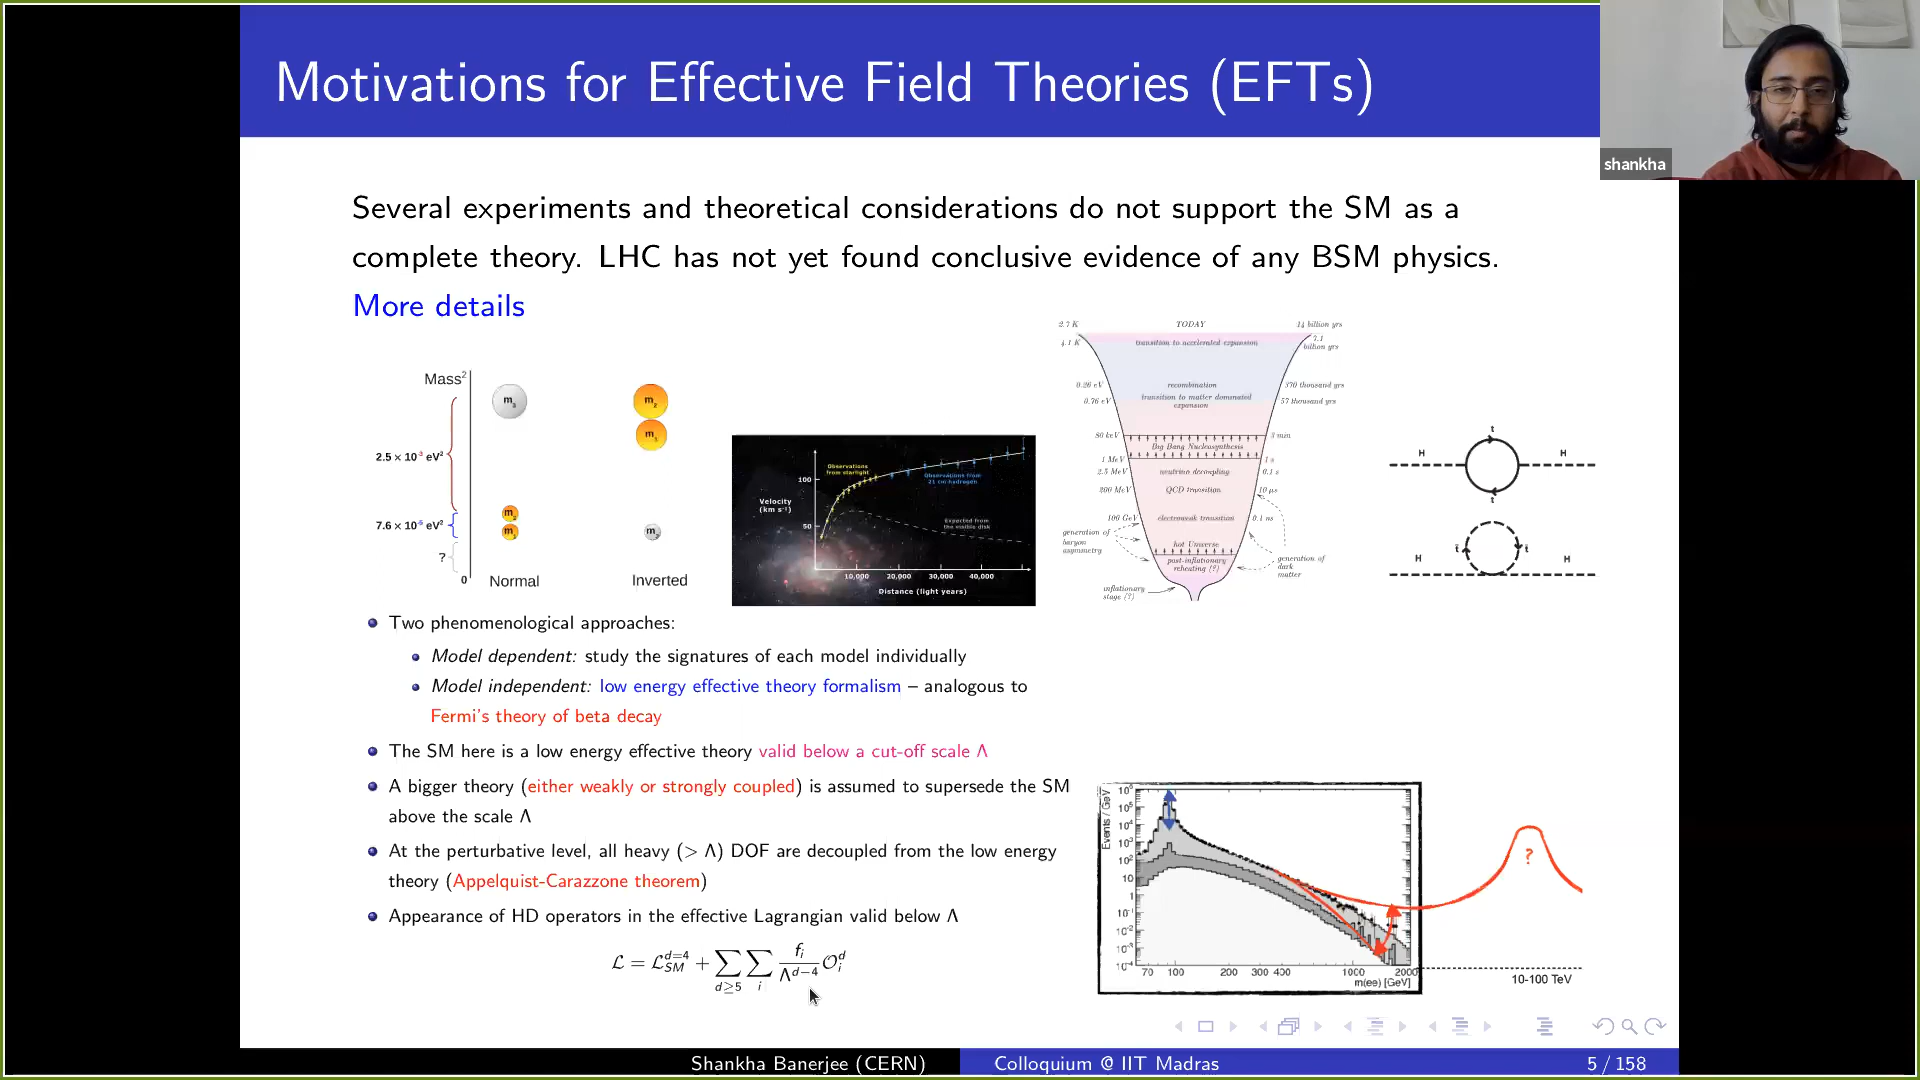 Motivations for Effective Field Theories (EFTs)
shankha
Several experiments and theoretical considerations do not support the SM as a
complete theory. LHC has not yet found conclusive evidence of any BSM physics.
More details
Mass²
m₃
2.5 × 10⁻³ eV²
m₂
m₁
7.6 × 10⁻⁵ eV²
?
0
Normal
m₂
m₁
m₃
Inverted
Velocity
(km s⁻¹)
100
50
Observations
from starlight
Observations from
21 cm hydrogen
Expected from
the visible disk
10,000 20,000 30,000 40,000
Distance (light years)
2.7 K TODAY 14 billion yrs
4.1 K transition to accelerated expansion 7.1
billion yrs
0.26 eV recombination 370 thousand yrs
0.76 eV transition to matter dominated 57 thousand yrs
expansion
80 keV 3 min
Big Bang Nucleosynthesis
1 MeV 1 s
2.5 MeV neutrino decoupling 0.1 s
200 MeV QCD transition 10 μs
100 GeV electroweak transition 0.1 ns
generation of
baryon
asymmetry
hot Universe
post-inflationary
reheating (?)
generation of
dark
matter
inflationary
stage (?)
t
H H
t
t̃ t̃
H H
Two phenomenological approaches:
Model dependent: study the signatures of each model individually
Model independent: low energy effective theory formalism – analogous to
Fermi's theory of beta decay
The SM here is a low energy effective theory valid below a cut-off scale Λ
A bigger theory (either weakly or strongly coupled) is assumed to supersede the SM
above the scale Λ
At the perturbative level, all heavy (> Λ) DOF are decoupled from the low energy
theory (Appelquist-Carazzone theorem)
Appearance of HD operators in the effective Lagrangian valid below Λ
ℒ = ℒ_{SM}^{d=4} + ∑_{d≥5} ∑_i f_i/Λ^{d−4} 𝒪_i^d
Events / GeV
10⁶
10⁵
10⁴
10³
10²
10
1
10⁻¹
10⁻²
10⁻³
10⁻⁴
70 100 200 300 400 1000 2000
m(ee) [GeV]
?
10-100 TeV
Shankha Banerjee (CERN) Colloquium @ IIT Madras 5 / 158